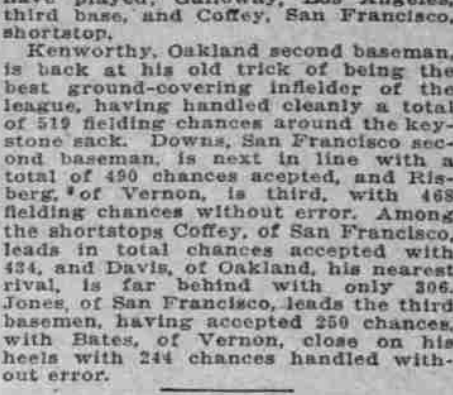 have played, Galloway, Los Angeles,
third base, and Coffey, San Francisco,
shortstop.
Kenworthy, Oakland second baseman,
is back at his old trick of being the
best ground-covering infielder of the
league, having handled cleanly a total
of 519 fielding chances around the key-
stone sack. Downs, San Francisco sec-
ond baseman, is next in line with a
total of 490 chances acepted, and Ris-
berg, of Vernon, is third, with 468
fielding chances without error. Among
the shortstops Coffey, of San Francisco,
leads in total chances accepted with
434, and Davis, of Oakland, his nearest
rival, is far behind with only 306.
Jones, of San Francisco, leads the third
basemen, having accepted 250 chances,
with Bates, of Vernon, close on his
heels with 244 chances handled with-
out error.